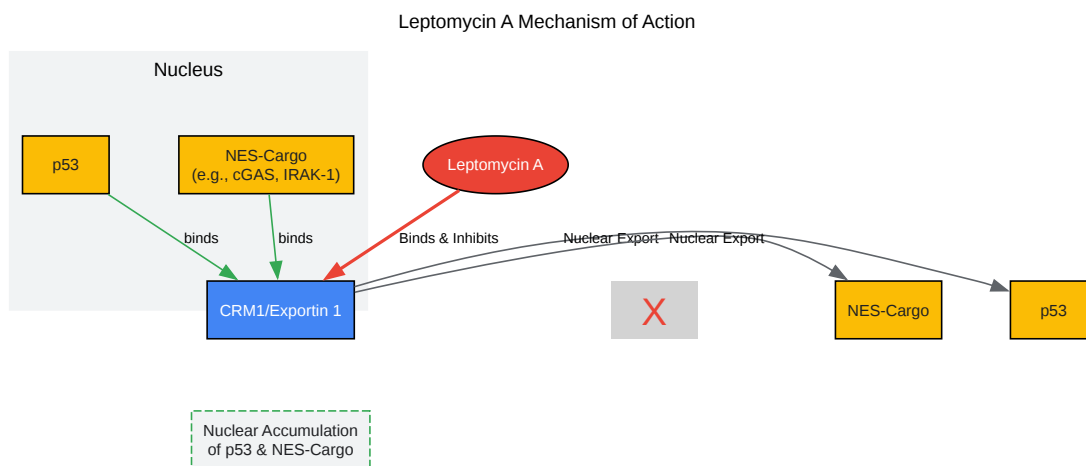 Leptomycin A Mechanism of Action
Nucleus
p53
NES-Cargo
(e.g., cGAS, IRAK-1)
Leptomycin A
binds
binds
Binds & Inhibits
Nuclear Export
Nuclear Export
CRM1/Exportin 1
X
NES-Cargo
p53
Nuclear Accumulation
of p53 & NES-Cargo